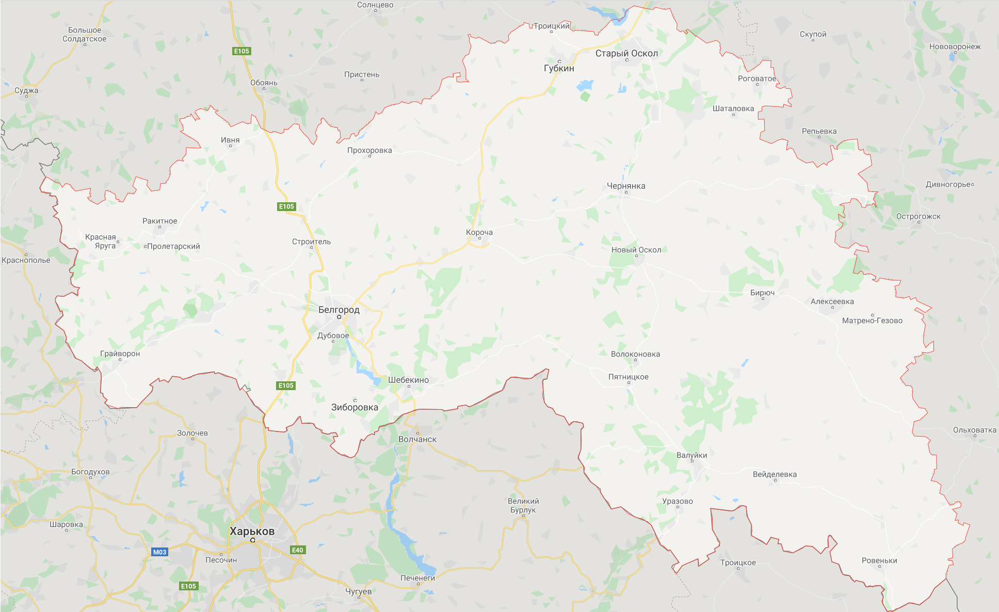 Солнцево
Большое
Солдатское
Троицкий
Скупой
Нововоронеж
E105
Старый Оскол
Губкин
Обоянь
Пристень
Роговатое
Суджа
Шаталовка
Репьевка
Ивня
Прохоровка
Чернянка
Дивногорье
E105
Острогожск
Ракитное
Короча
Красная
Яруга
Пролетарский
Строитель
Новый Оскол
Краснополье
Бирюч
Алексеевка
Белгород
Матрено-Гезово
Дубовое
Грайворон
Волоконовка
Пятницкое
Шебекино
E105
Зиборовка
Ольховатка
Золочев
Волчанск
Валуйки
Богодухов
Вейделевка
Великий
Бурлук
Уразово
Шаровка
Харьков
M03
E40
Песочин
Ровеньки
Троицкое
Печенеги
E105
Чугуев